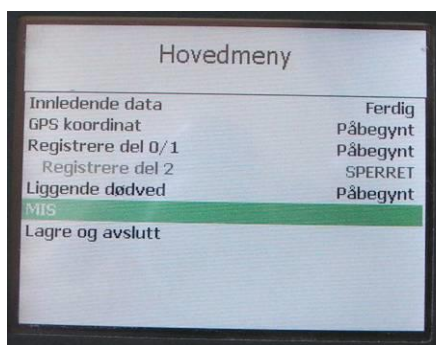 Hovedmeny
Innledende data Ferdig
GPS koordinat Påbegynt
Registrere del 0/1 Påbegynt
Registrere del 2 SPERRET
Liggende dødved Påbegynt
MIS
Lagre og avslutt